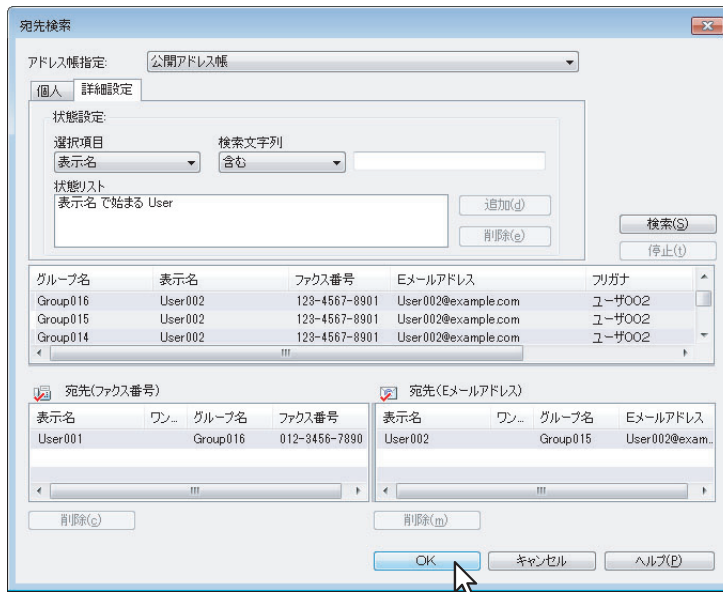 宛先検索
アドレス帳指定: 公開アドレス帳
個人 詳細設定
状態設定:
選択項目 検索文字列
表示名 含む
状態リスト
表示名 で始まる User
追加(d)
削除(e)
検索(S)
停止(t)
グループ名 表示名 ファクス番号 Eメールアドレス フリガナ
Group016 User002 123-4567-8901 User002@example.com ユーザ002
Group015 User002 123-4567-8901 User002@example.com ユーザ002
Group014 User002 123-4567-8901 User002@example.com ユーザ002
宛先(ファクス番号) 宛先(Eメールアドレス)
表示名 ワン... グループ名 ファクス番号 表示名 ワン... グループ名 Eメールアドレス
User001 Group016 012-3456-7890 User002 Group015 User002@exam..
削除(c) 削除(m)
OK キャンセル ヘルプ(P)